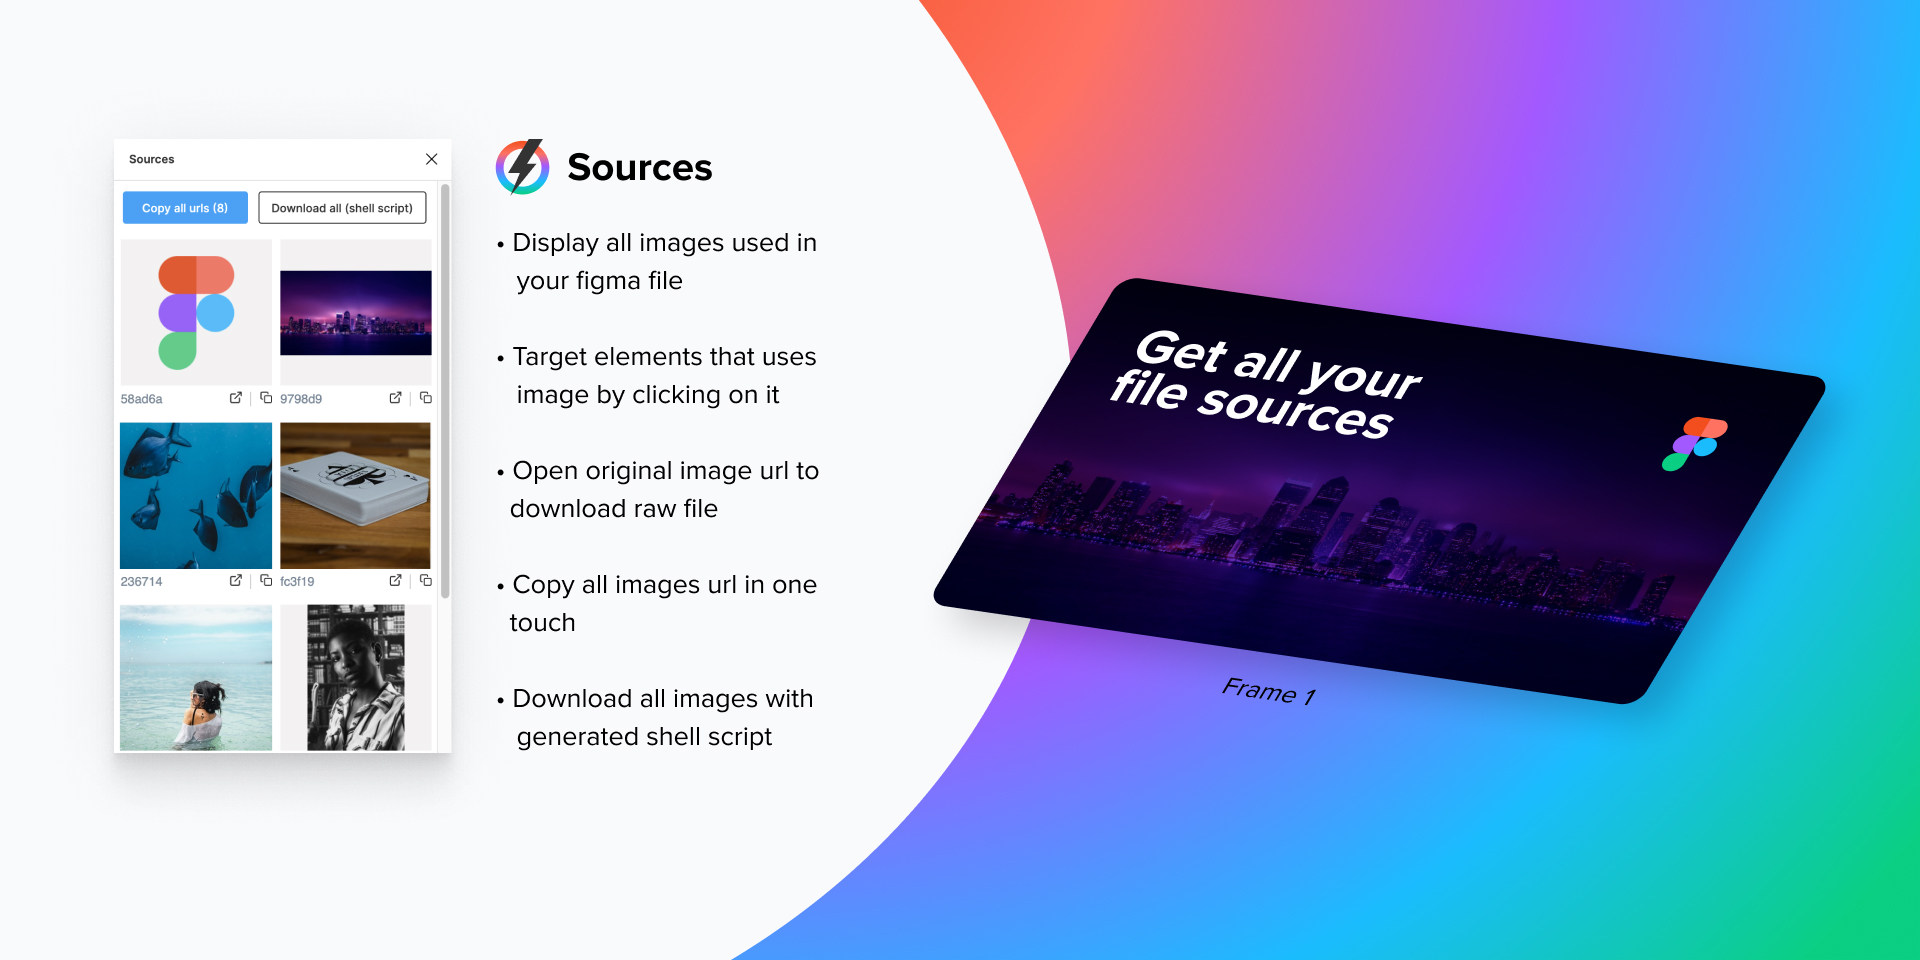 Sources
Copy all urls (8)
Download all (shell script)
58ad6a
9798d9
236714
fc3f19
Sources
• Display all images used in
your figma file
• Target elements that uses
image by clicking on it
• Open original image url to
download raw file
• Copy all images url in one
touch
• Download all images with
generated shell script
Get all your
file sources
Frame 1